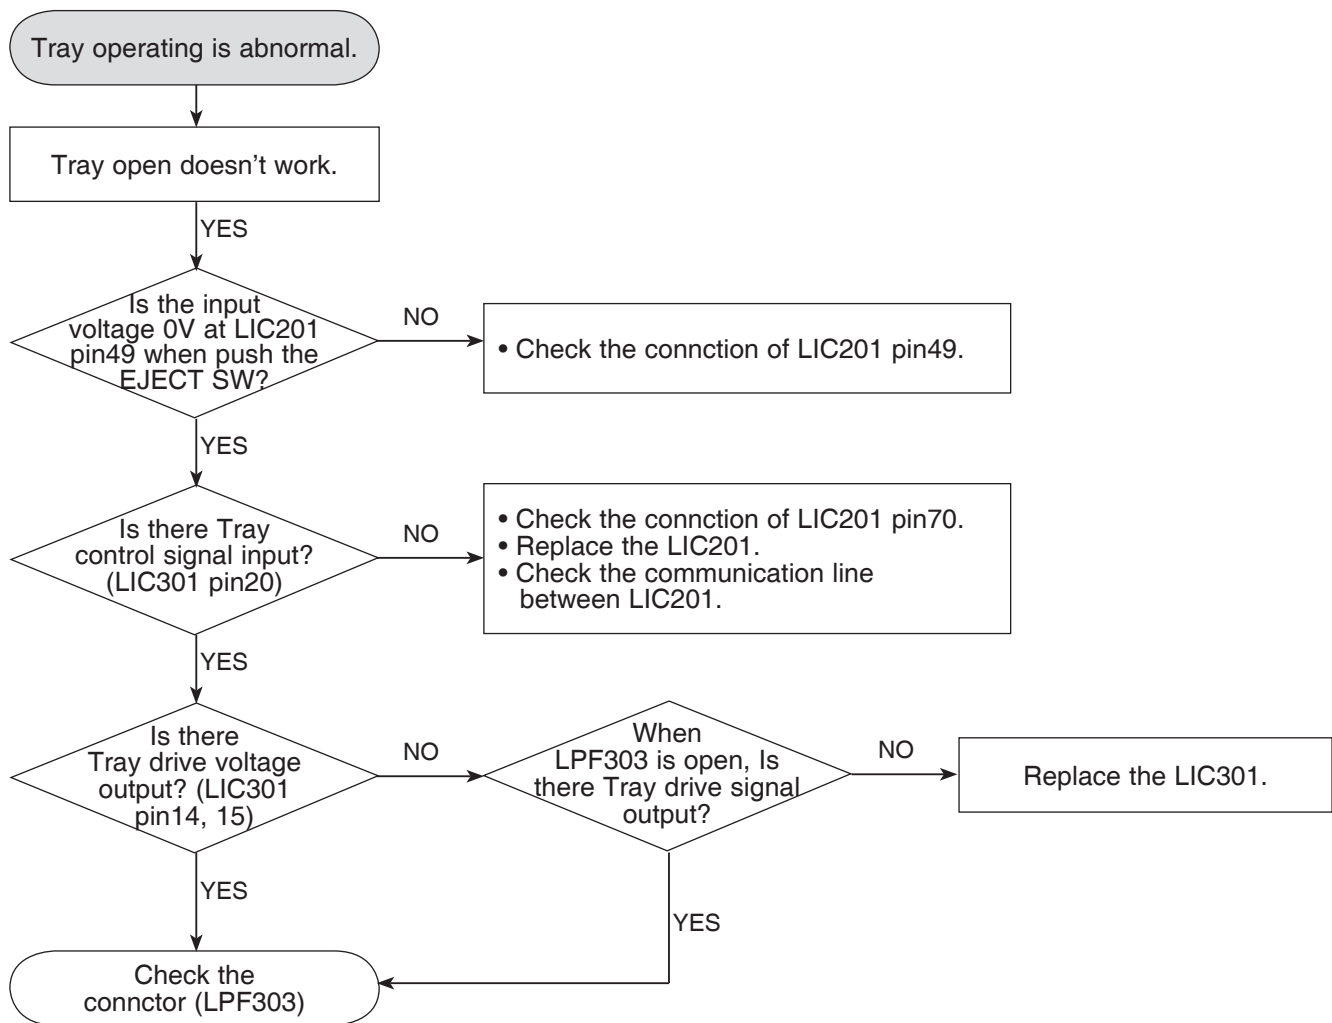 Tray operating is abnormal.
Tray open doesn't work.
YES
Is the input
voltage 0V at LIC201
pin49 when push the
EJECT SW?
NO
• Check the connction of LIC201 pin49.
YES
Is there Tray
control signal input?
(LIC301 pin20)
NO
• Check the connction of LIC201 pin70.
• Replace the LIC201.
• Check the communication line
between LIC201.
YES
Is there
Tray drive voltage
output? (LIC301
pin14, 15)
NO
When
LPF303 is open, Is
there Tray drive signal
output?
NO
Replace the LIC301.
YES
YES
Check the
connctor (LPF303)